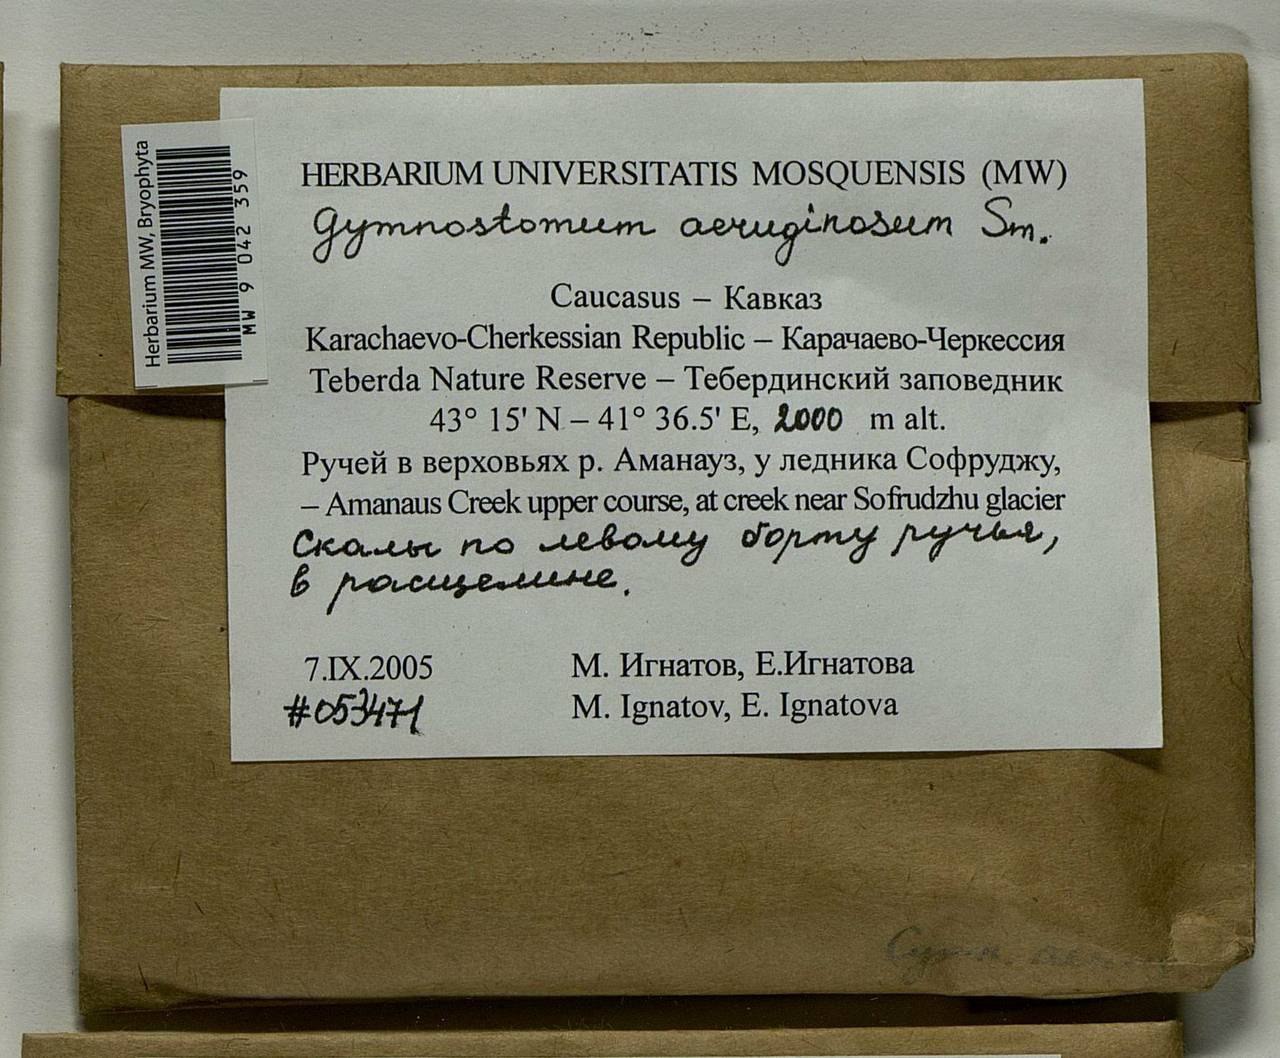 Herbarium MW, Bryophyta
MW 9 042 359
HERBARIUM UNIVERSITATIS MOSQUENSIS (MW)
Gymnostomum aeruginosum Sm.
Caucasus – Кавказ
Karachaevo-Cherkessian Republic – Карачаево-Черкессия
Teberda Nature Reserve – Тебердинский заповедник
43° 15' N – 41° 36.5' E, 2000 m alt.
Ручей в верховьях р. Аманауз, у ледника Софруджу,
– Amanaus Creek upper course, at creek near Sofrudzhu glacier
Скалы по левому борту ручья,
в расщелине.
7.IX.2005 М. Игнатов, Е.Игнатова
#053471 M. Ignatov, E. Ignatova